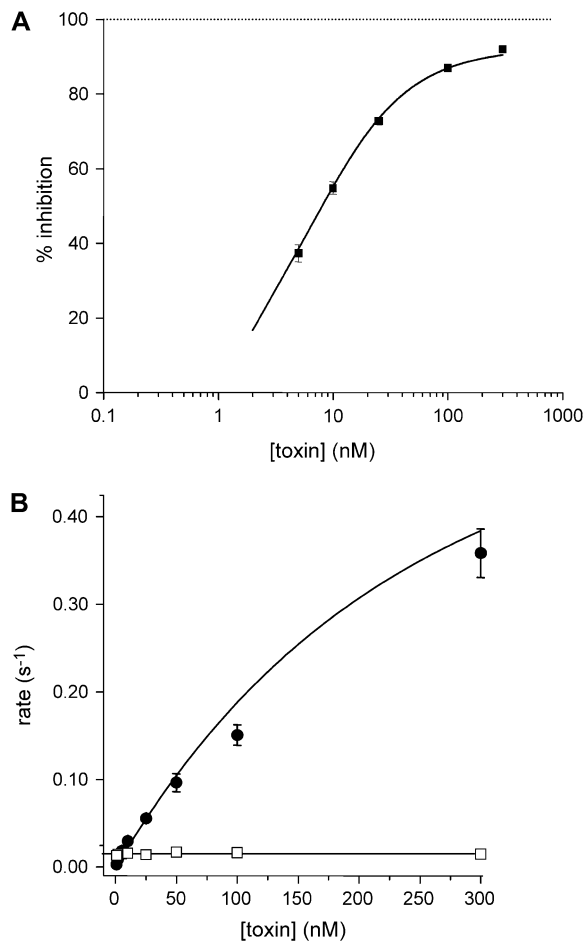 A
100
80
60
40
20
0
% inhibition
0.1 1 10 100 1000
[toxin] (nM)
B
0.40
0.30
0.20
0.10
0.00
rate (s-1)
0 50 100 150 200 250 300
[toxin] (nM)